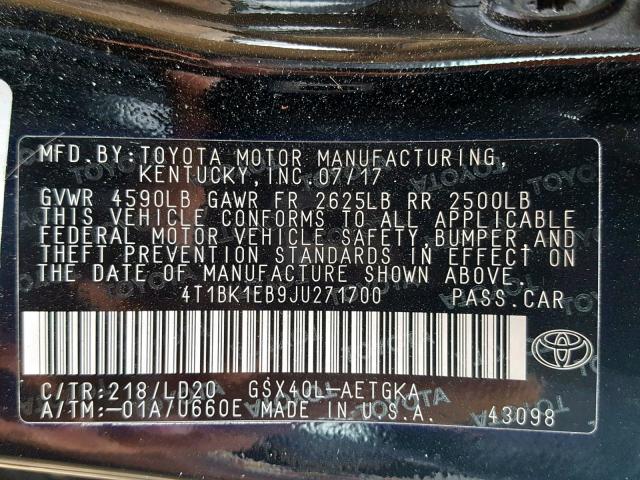 MFD.BY:TOYOTA MOTOR MANUFACTURING,
KENTUCKY,INC.07/17
GVWR 4590LB GAWR FR 2625LB RR 2500LB
THIS VEHICLE CONFORMS TO ALL APPLICABLE
FEDERAL MOTOR VEHICLE SAFETY,BUMPER,AND
THEFT PREVENTION STANDARDS IN EFFECT ON
THE DATE OF MANUFACTURE SHOWN ABOVE.
4T1BK1EB9JU271700 PASS.CAR
C/TR:218/LD20 GSX40L-AETGKA
A/TM:-01A/U660E MADE IN U.S.A. 43098